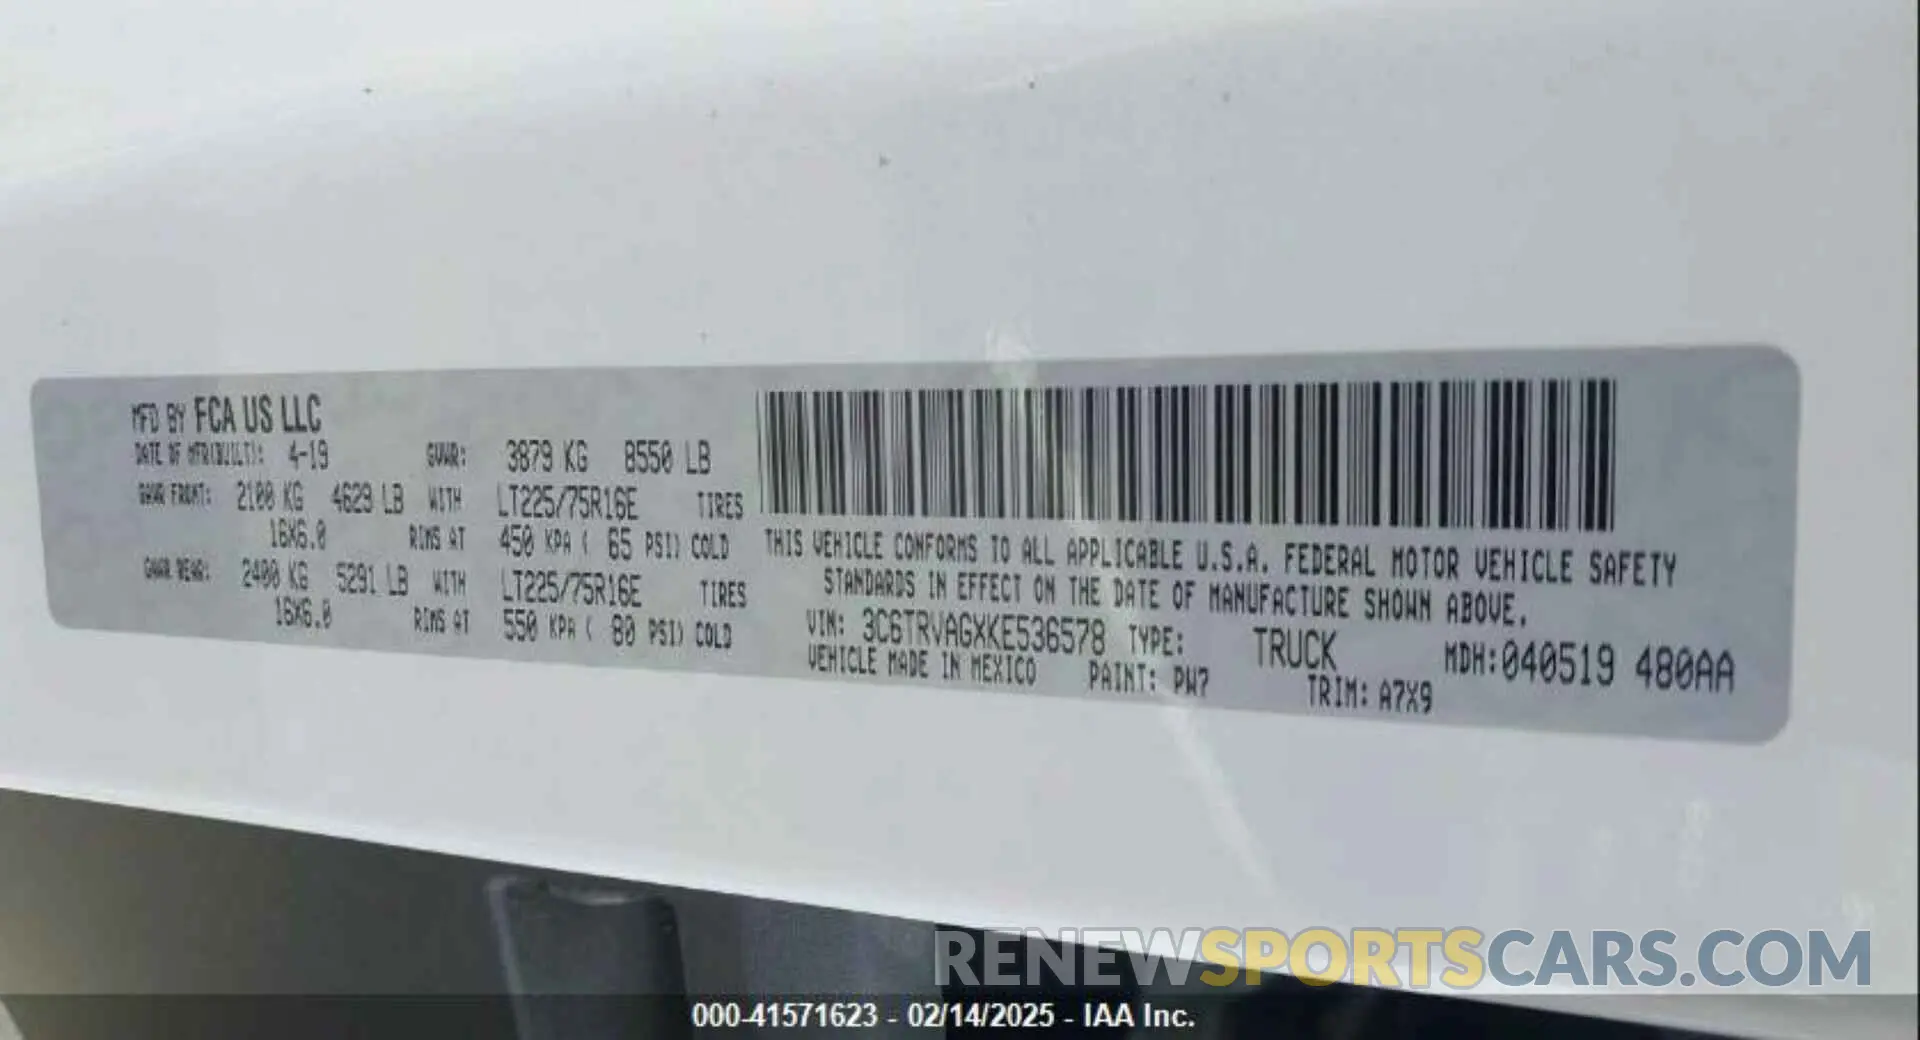 MFD BY FCA US LLC
DATE OF MFR(BUILT): 4-19 GVWR: 3879 KG 8550 LB
GAWR FRONT: 2100 KG 4629 LB WITH LT225/75R16E TIRES
16X6.0 RIMS AT 450 KPA ( 65 PSI) COLD
GAWR REAR: 2400 KG 5291 LB WITH LT225/75R16E TIRES
16X6.0 RIMS AT 550 KPA ( 80 PSI) COLD
THIS VEHICLE CONFORMS TO ALL APPLICABLE U.S.A. FEDERAL MOTOR VEHICLE SAFETY
STANDARDS IN EFFECT ON THE DATE OF MANUFACTURE SHOWN ABOVE.
VIN: 3C6TRVAGXKE536578 TYPE: TRUCK MDH:040519 480AA
VEHICLE MADE IN MEXICO PAINT: PW7 TRIM: A7X9
RENEWSPORTSCARS.COM
000-41571623 - 02/14/2025 - IAA Inc.